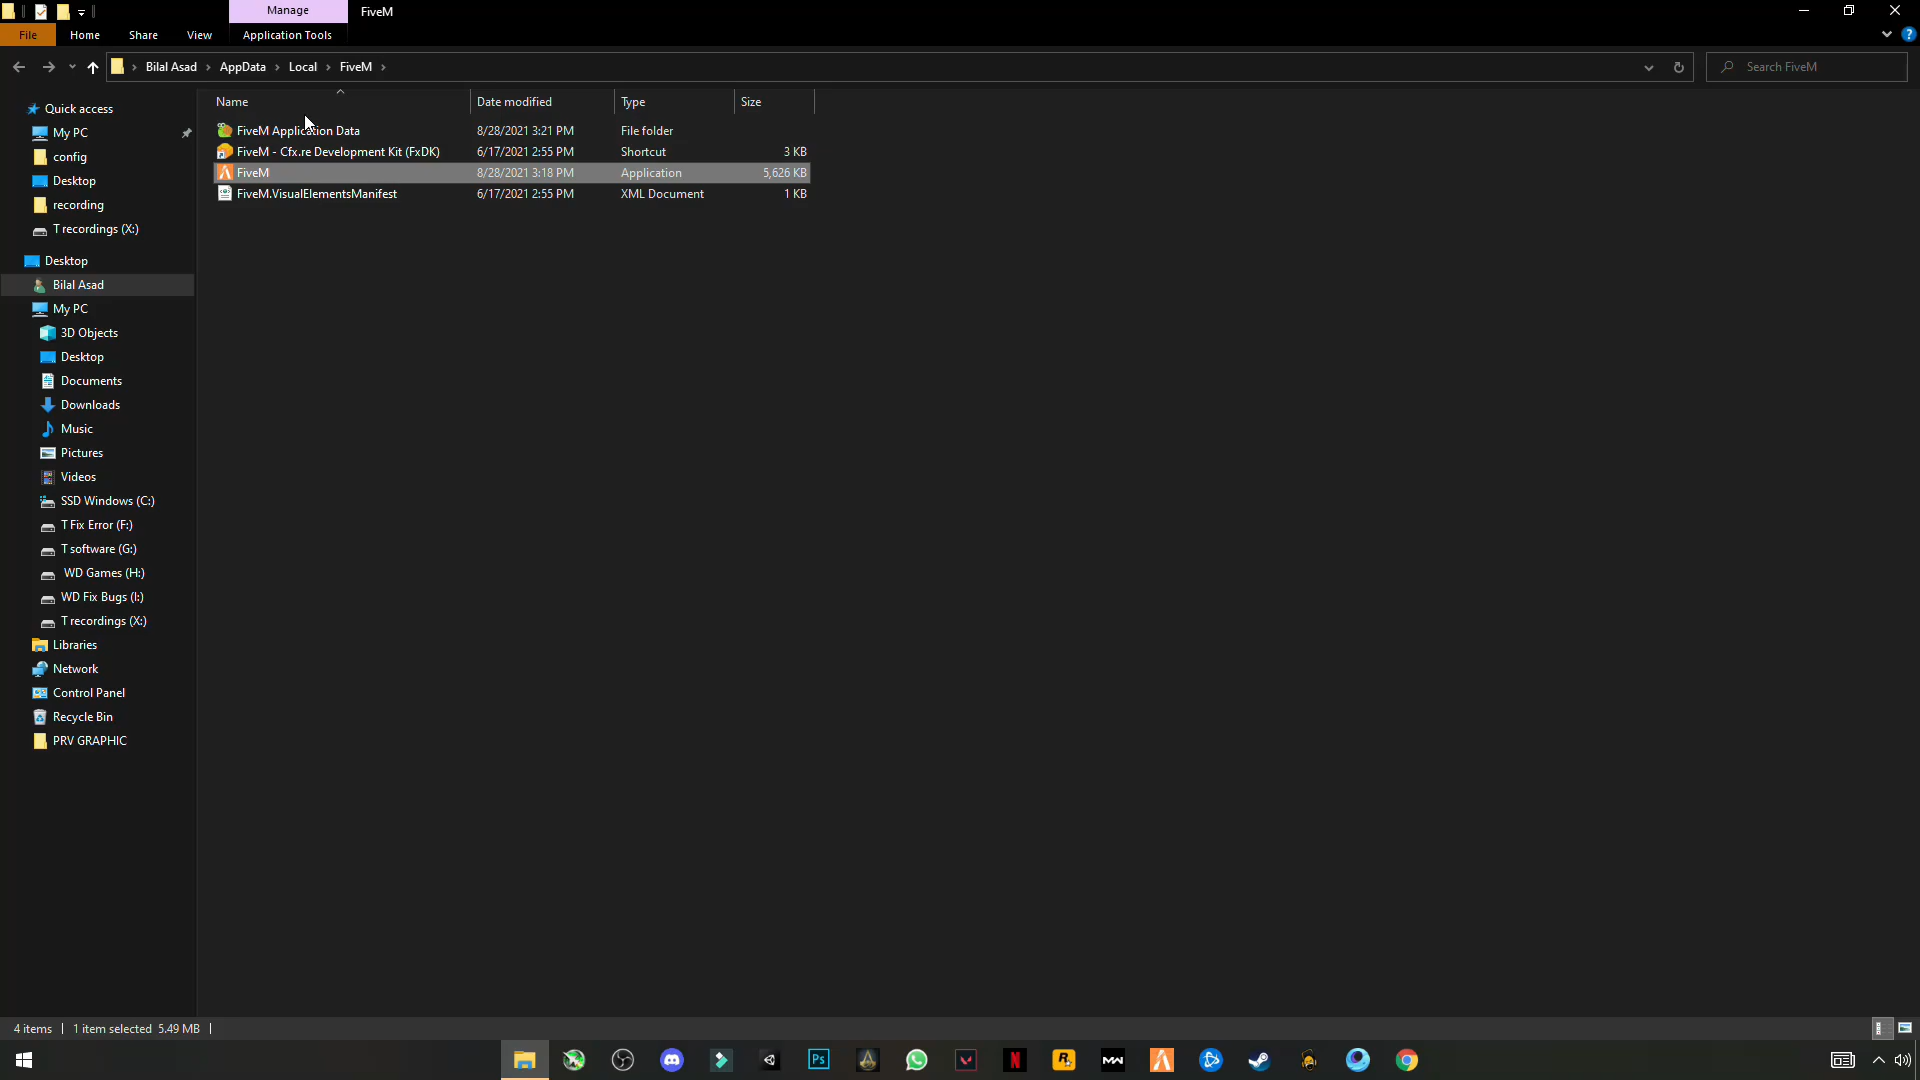 Manage
FiveM
File
Home
Share
View
Application Tools
Bilal Asad
AppData
Local
FiveM
Search FiveM
Name
Date modified
Type
Size
FiveM Application Data 8/28/2021 3:21 PM File folder
FiveM - Cfx.re Development Kit (FxDK) 6/17/2021 2:55 PM Shortcut 3 KB
FiveM 8/28/2021 3:18 PM Application 5,626 KB
FiveM.VisualElementsManifest 6/17/2021 2:55 PM XML Document 1 KB
Quick access
My PC
config
Desktop
recording
T recordings (X:)
Desktop
Bilal Asad
My PC
3D Objects
Desktop
Documents
Downloads
Music
Pictures
Videos
SSD Windows (C:)
T Fix Error (F:)
T software (G:)
WD Games (H:)
WD Fix Bugs (I:)
T recordings (X:)
Libraries
Network
Control Panel
Recycle Bin
PRV GRAPHIC
4 items
1 item selected 5.49 MB
Ps
N
R
MW